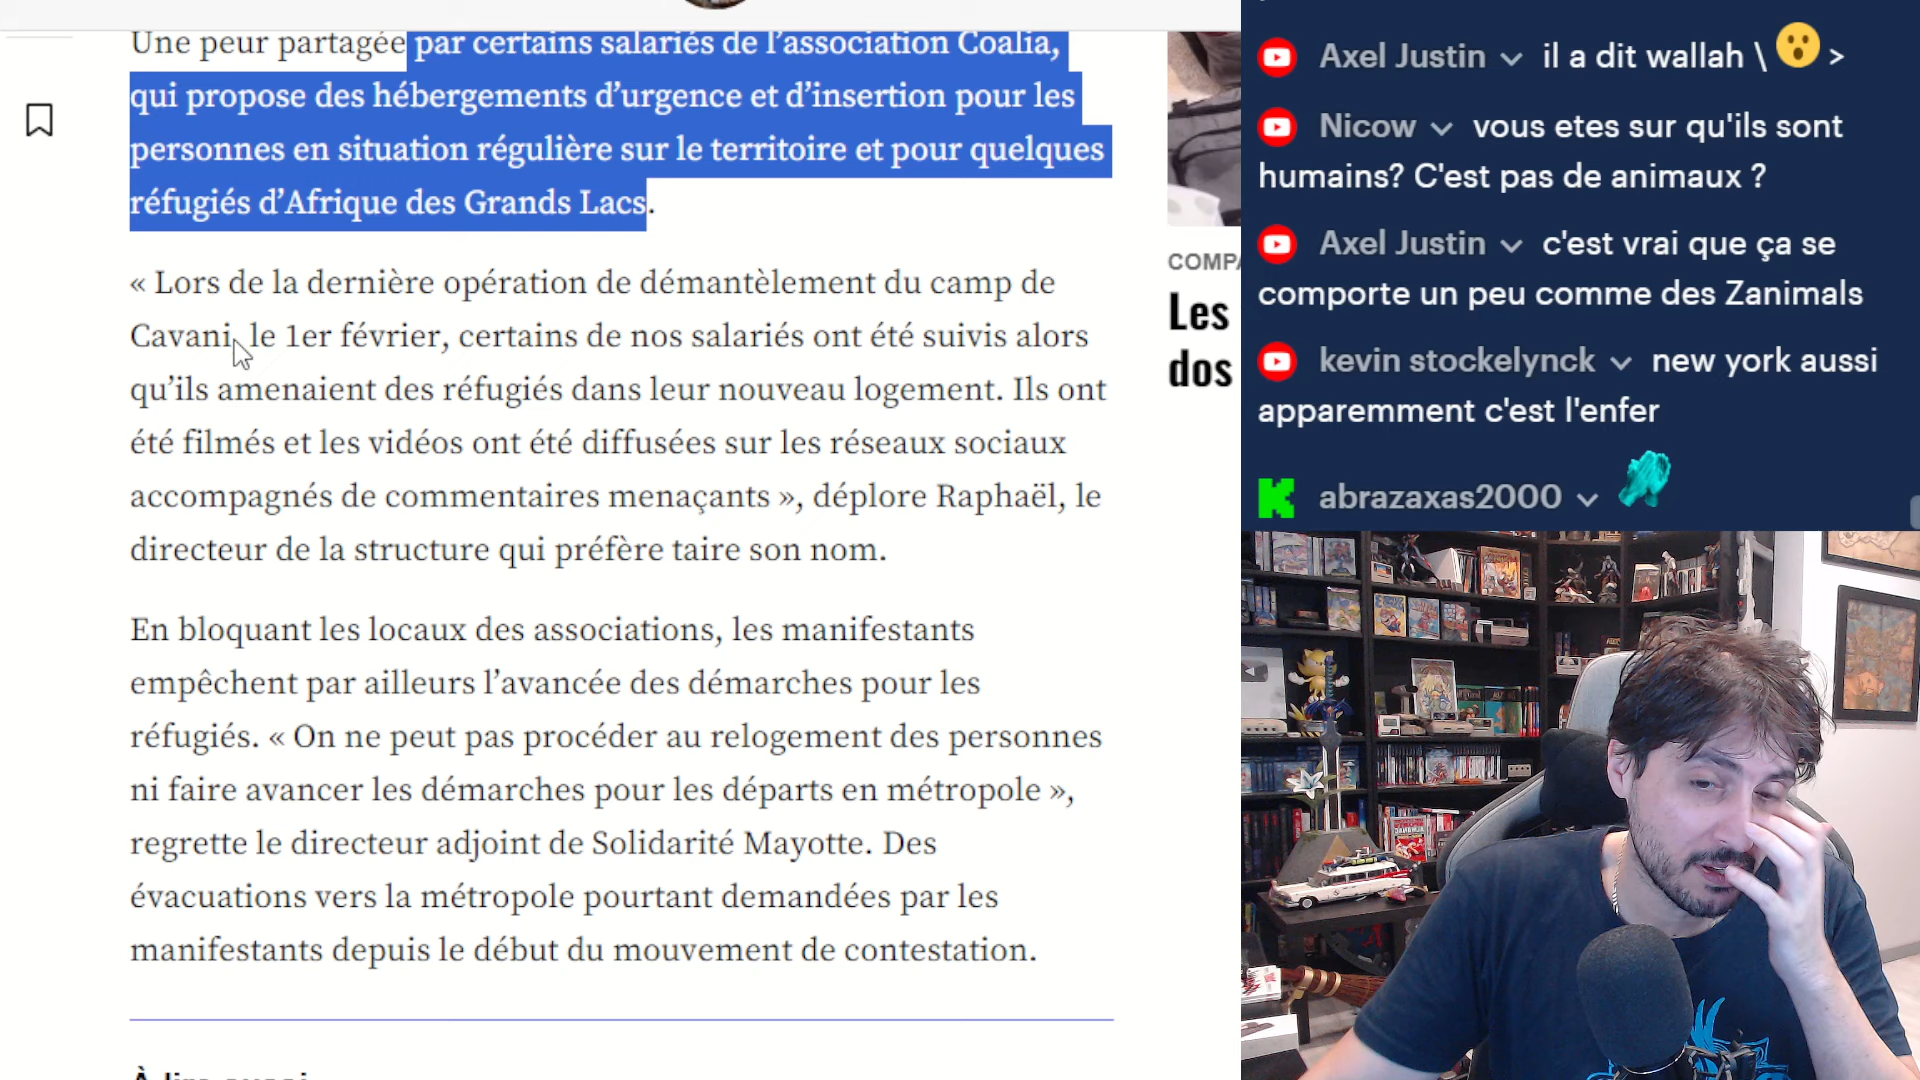 Une peur partagée par certains salariés de l’association Coalia,
qui propose des hébergements d’urgence et d’insertion pour les
personnes en situation régulière sur le territoire et pour quelques
réfugiés d’Afrique des Grands Lacs.
« Lors de la dernière opération de démantèlement du camp de
Cavani, le 1er février, certains de nos salariés ont été suivis alors
qu’ils amenaient des réfugiés dans leur nouveau logement. Ils ont
été filmés et les vidéos ont été diffusées sur les réseaux sociaux
accompagnés de commentaires menaçants », déplore Raphaël, le
directeur de la structure qui préfère taire son nom.
En bloquant les locaux des associations, les manifestants
empêchent par ailleurs l’avancée des démarches pour les
réfugiés. « On ne peut pas procéder au relogement des personnes
ni faire avancer les démarches pour les départs en métropole »,
regrette le directeur adjoint de Solidarité Mayotte. Des
évacuations vers la métropole pourtant demandées par les
manifestants depuis le début du mouvement de contestation.
À lire aussi
COMPA
Les
dos
Axel Justin il a dit wallah \ 😮 >
Nicow vous etes sur qu'ils sont
humains? C'est pas de animaux ?
Axel Justin c'est vrai que ça se
comporte un peu comme des Zanimals
kevin stockelynck new york aussi
apparemment c'est l'enfer
abrazaxas2000